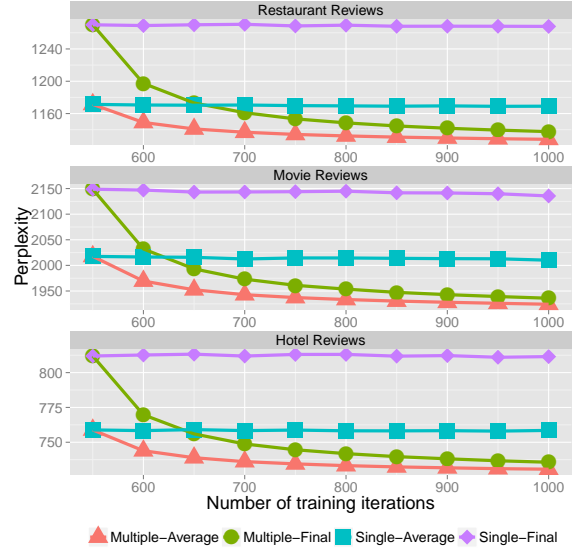 Restaurant Reviews
1240
1200
1160
600 700 800 900 1000
Movie Reviews
2150
2100
2050
2000
1950
600 700 800 900 1000
Perplexity
Hotel Reviews
800
775
750
600 700 800 900 1000
Number of training iterations
Multiple-Average Multiple-Final Single-Average Single-Final